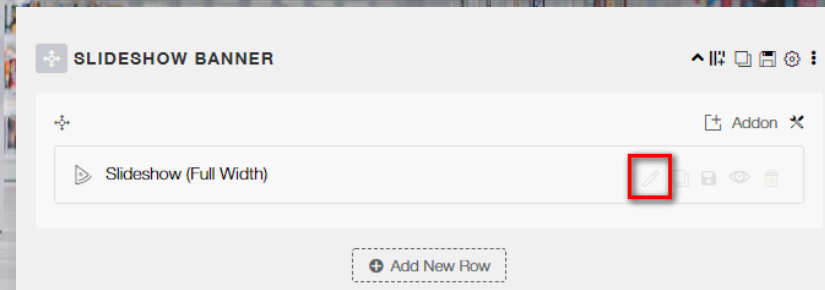 SLIDESHOW BANNER
Addon
Slideshow (Full Width)
Add New Row